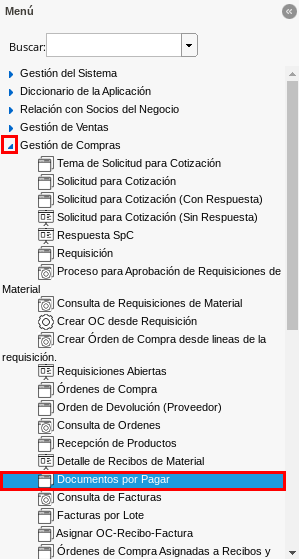 Menú
Buscar:
Gestión del Sistema
Diccionario de la Aplicación
Relación con Socios del Negocio
Gestión de Ventas
Gestión de Compras
Tema de Solicitud para Cotización
Solicitud para Cotización
Solicitud para Cotización (Con Respuesta)
Solicitud para Cotización (Sin Respuesta)
Respuesta SpC
Requisición
Proceso para Aprobación de Requisiciones de
Material
Consulta de Requisiciones de Material
Crear OC desde Requisición
Crear Órden de Compra desde lineas de la
requisición.
Requisiciones Abiertas
Órdenes de Compra
Orden de Devolución (Proveedor)
Consulta de Ordenes
Recepción de Productos
Detalle de Recibos de Material
Documentos por Pagar
Consulta de Facturas
Facturas por Lote
Asignar OC-Recibo-Factura
Órdenes de Compra Asignadas a Recibos y